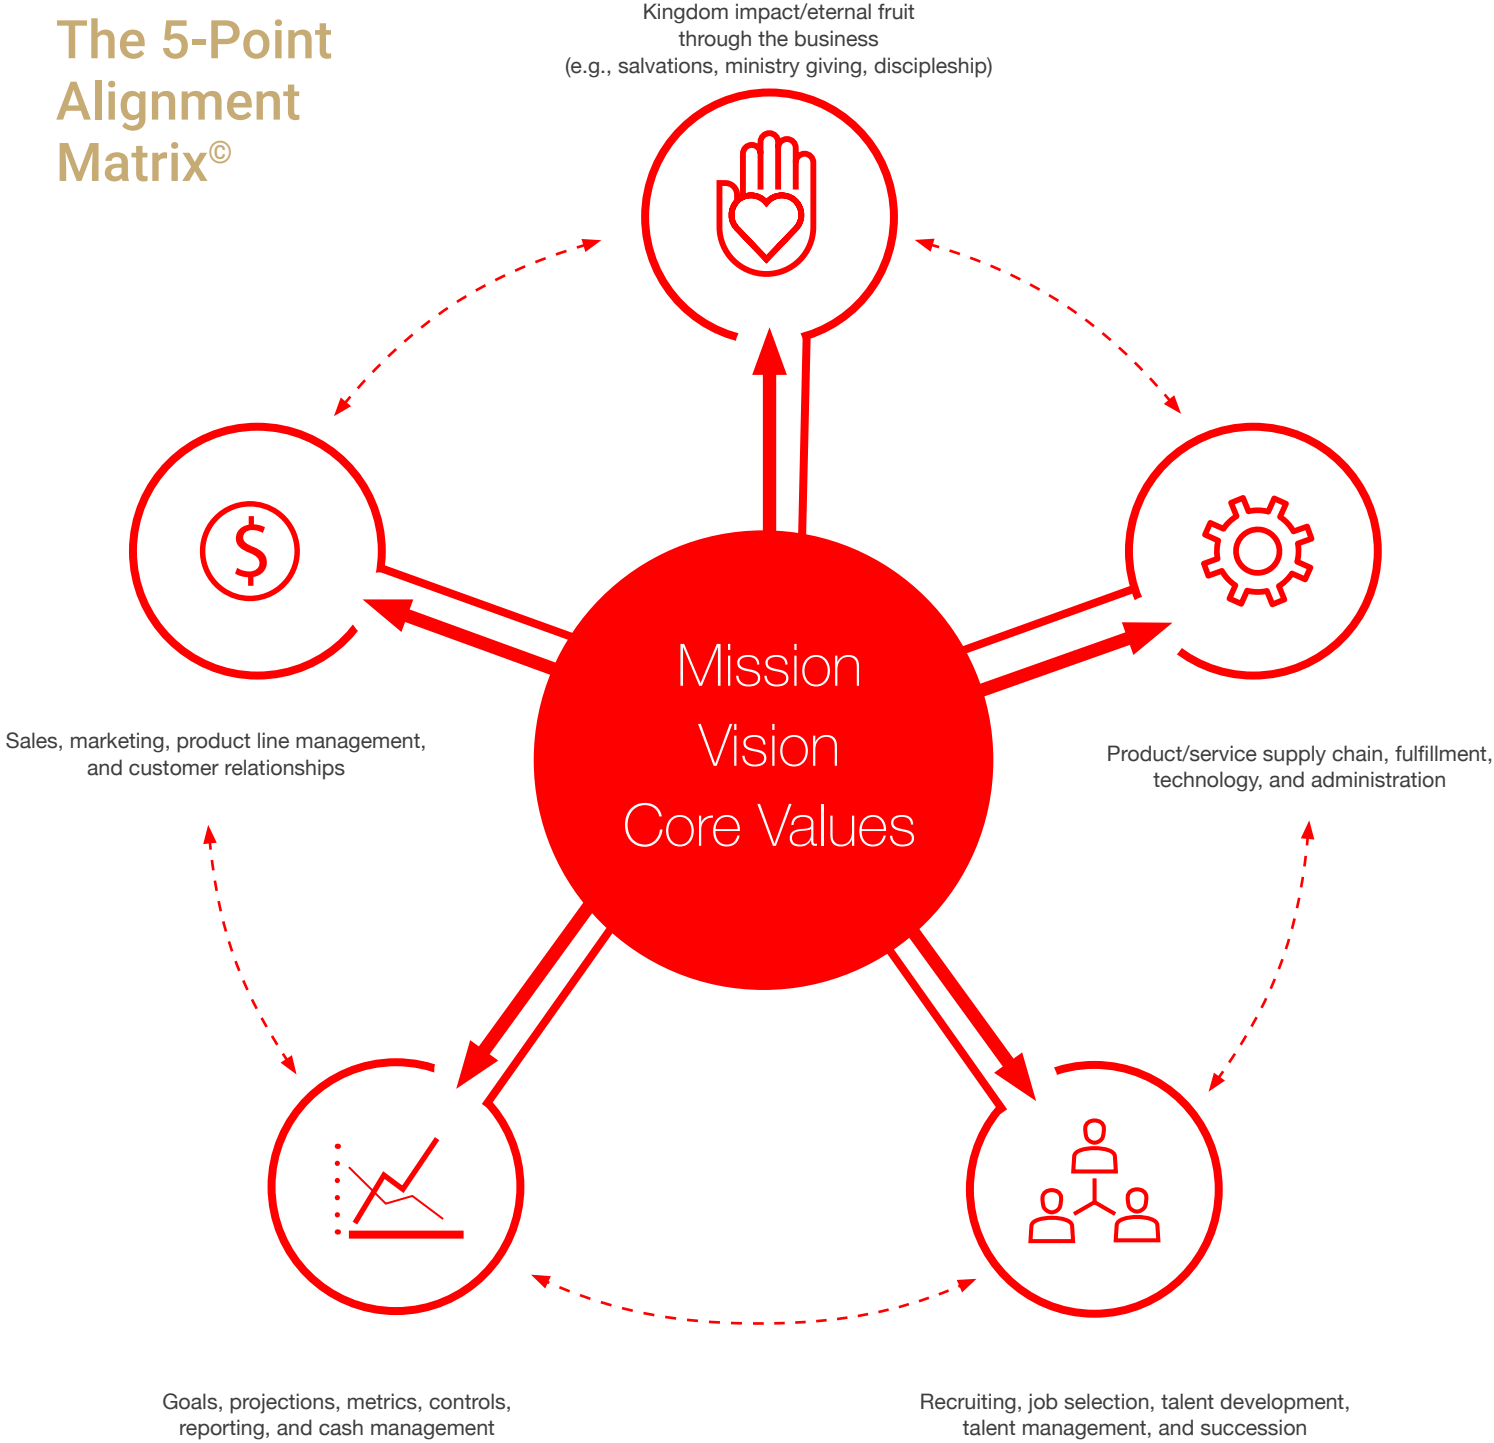 The 5-Point
Alignment
Matrix©
Kingdom impact/eternal fruit
through the business
(e.g., salvations, ministry giving, discipleship)
$
Mission
Vision
Core Values
Sales, marketing, product line management,
and customer relationships
Product/service supply chain, fulfillment,
technology, and administration
Goals, projections, metrics, controls,
reporting, and cash management
Recruiting, job selection, talent development,
talent management, and succession